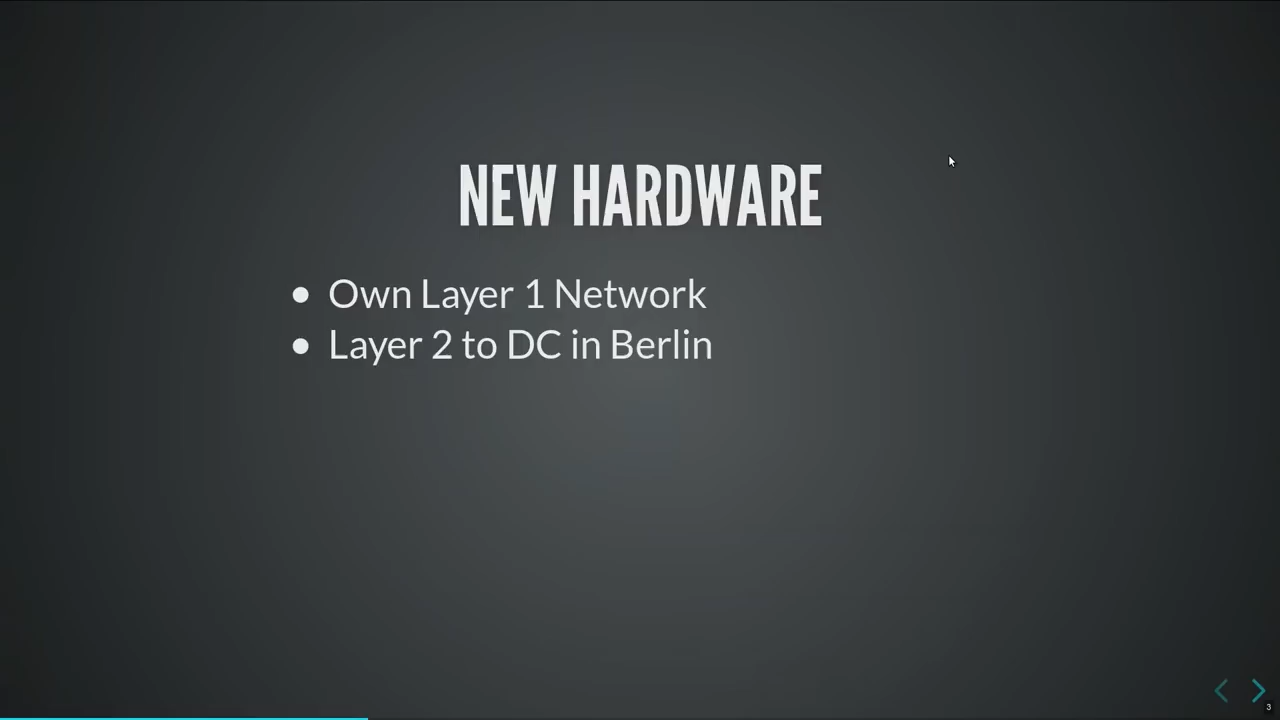 NEW HARDWARE
• Own Layer 1 Network
• Layer 2 to DC in Berlin
3